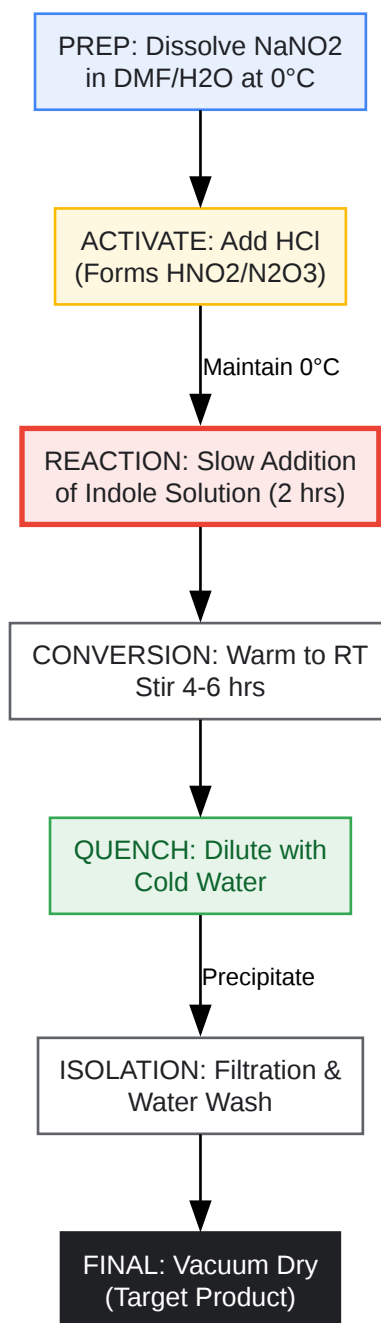 PREP: Dissolve NaNO2
in DMF/H2O at 0°C
ACTIVATE: Add HCl
(Forms HNO2/N2O3)
Maintain 0°C
REACTION: Slow Addition
of Indole Solution (2 hrs)
CONVERSION: Warm to RT
Stir 4-6 hrs
QUENCH: Dilute with
Cold Water
Precipitate
ISOLATION: Filtration &
Water Wash
FINAL: Vacuum Dry
(Target Product)